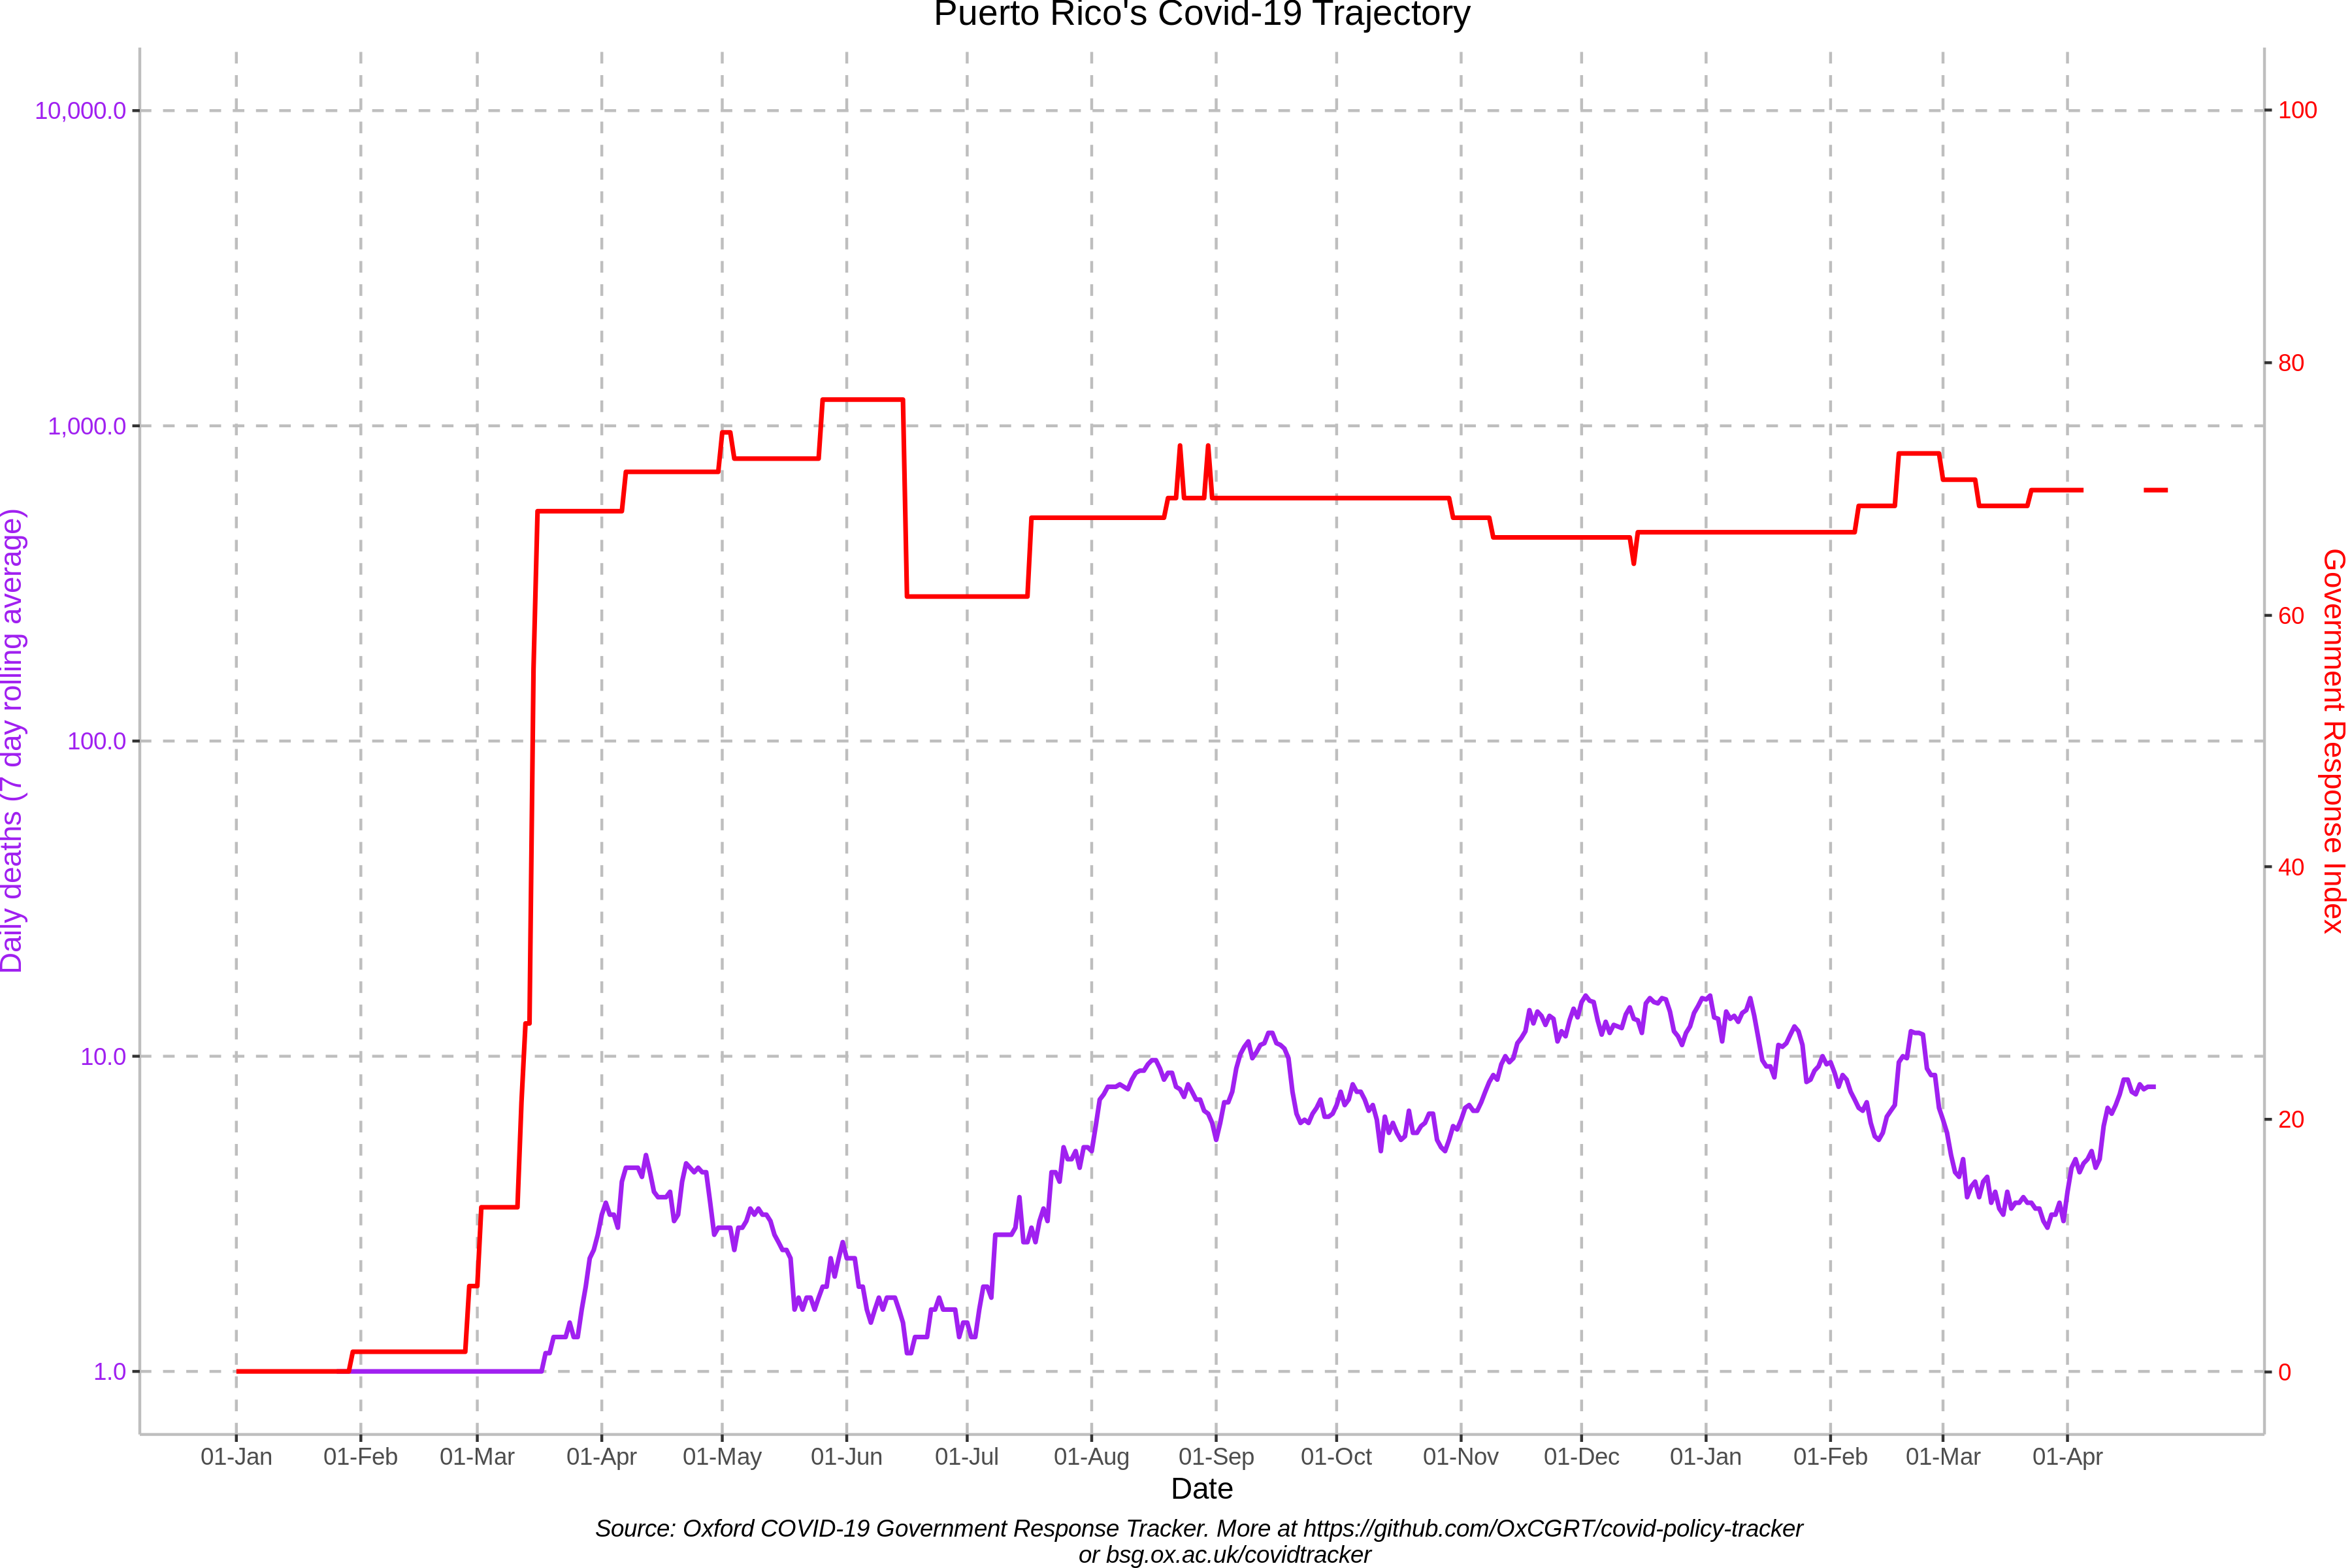 Puerto Rico's Covid-19 Trajectory
10,000.0
1,000.0
100.0
10.0
1.0
Daily deaths (7 day rolling average)
100
80
60
40
20
0
Government Response Index
01-Jan 01-Feb 01-Mar 01-Apr 01-May 01-Jun 01-Jul 01-Aug 01-Sep 01-Oct 01-Nov 01-Dec 01-Jan 01-Feb 01-Mar 01-Apr
Date
Source: Oxford COVID-19 Government Response Tracker. More at https://github.com/OxCGRT/covid-policy-tracker
or bsg.ox.ac.uk/covidtracker